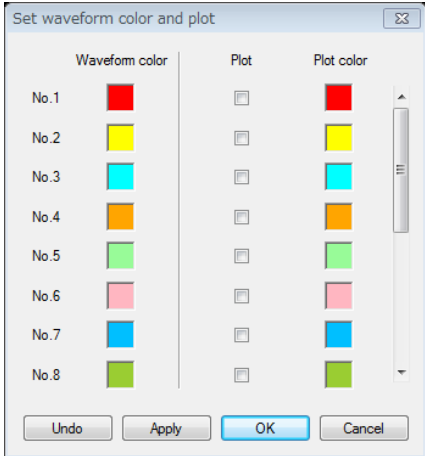 Set waveform color and plot
Waveform color Plot Plot color
No.1
No.2
No.3
No.4
No.5
No.6
No.7
No.8
Undo Apply OK Cancel